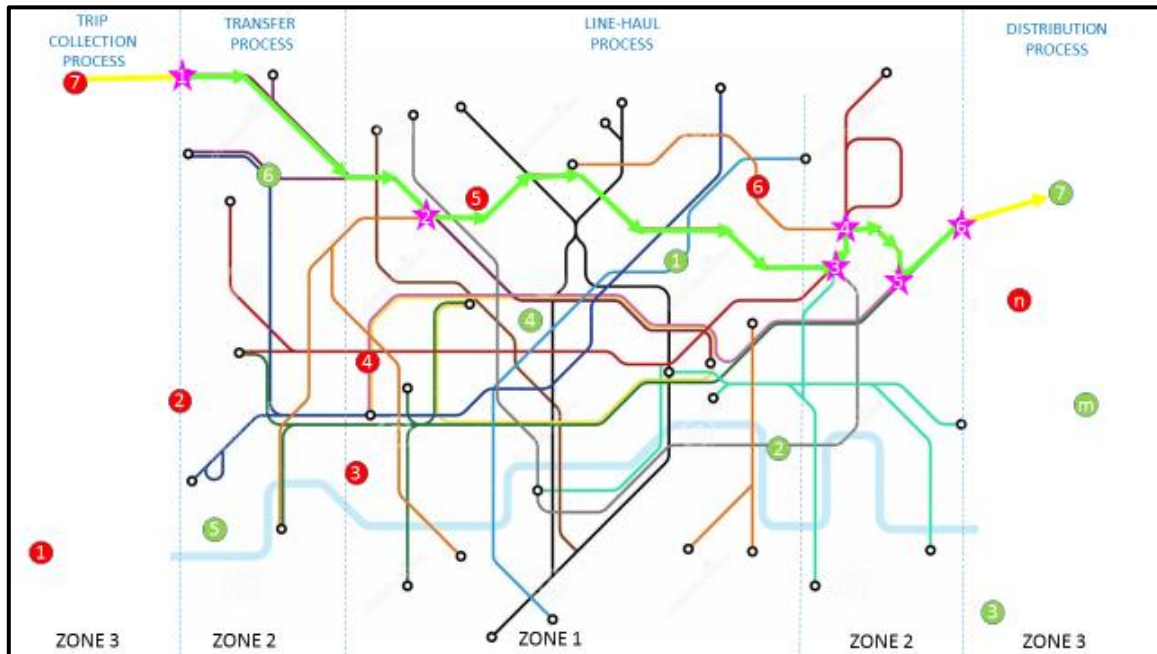 TRIP
COLLECTION
PROCESS
TRANSFER
PROCESS
LINE-HAUL
PROCESS
DISTRIBUTION
PROCESS
7
1
6
5
2
6
4
7
3
5
1
n
4
4
2
m
2
3
5
1
3
ZONE 3
ZONE 2
ZONE 1
ZONE 2
ZONE 3